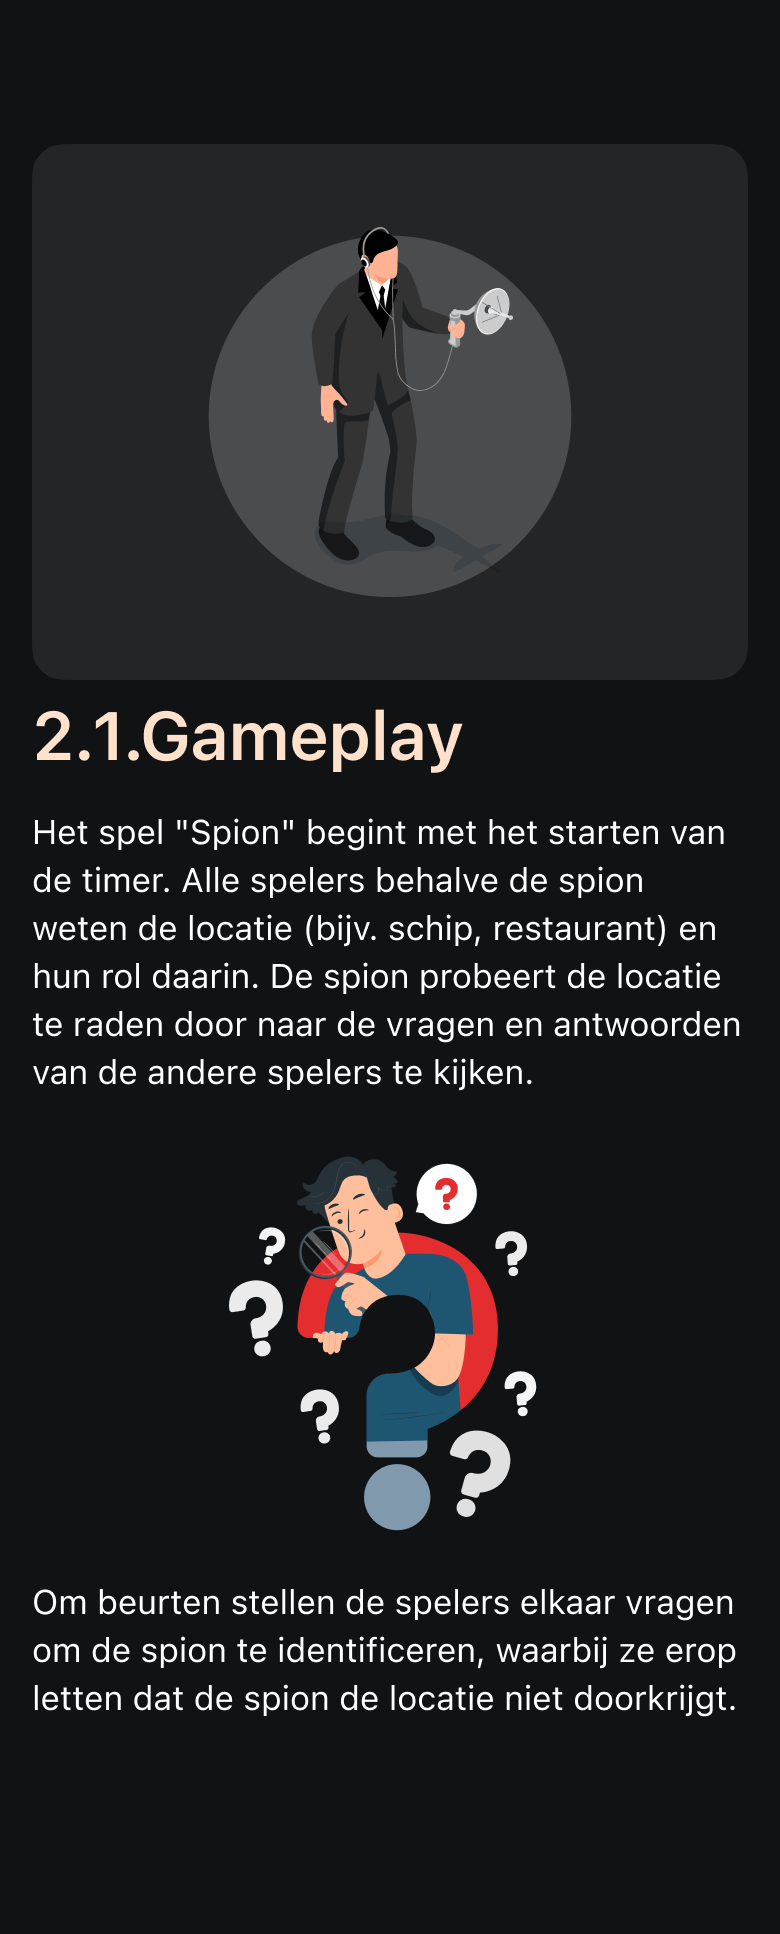 2.1.Gameplay
Het spel "Spion" begint met het starten van
de timer. Alle spelers behalve de spion
weten de locatie (bijv. schip, restaurant) en
hun rol daarin. De spion probeert de locatie
te raden door naar de vragen en antwoorden
van de andere spelers te kijken.
?
?
?
?
?
?
?
Om beurten stellen de spelers elkaar vragen
om de spion te identificeren, waarbij ze erop
letten dat de spion de locatie niet doorkrijgt.